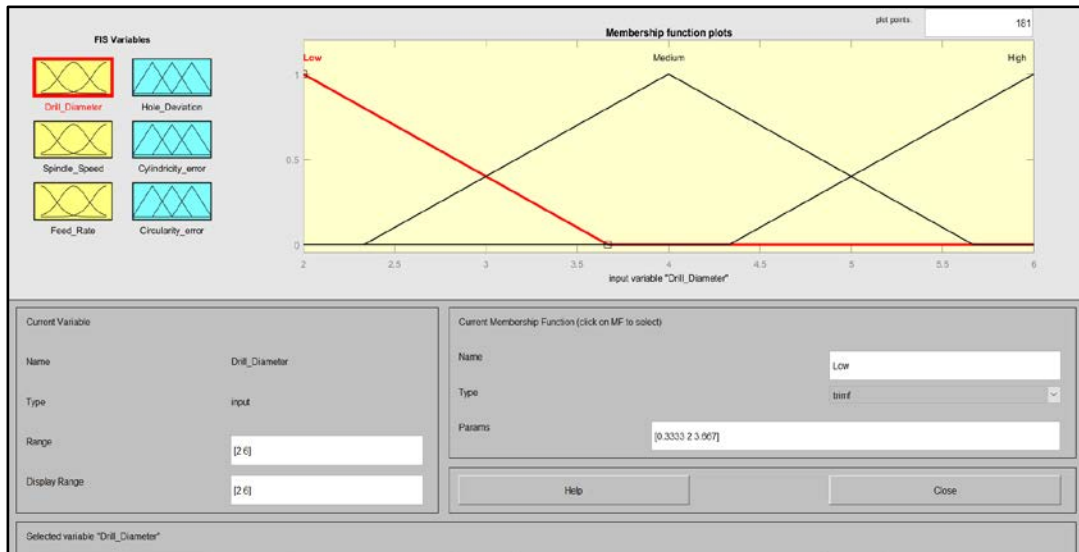 plot points:
181
FIS Variables
Membership function plots
Low
Medium
High
Drill_Diameter
Hole_Deviation
Spindle_Speed
Cylindricity_error
Feed_Rate
Circularity_error
1
0.5
0
2
2.5
3
3.5
4
4.5
5
5.5
6
input variable "Drill_Diameter"
Current Variable
Name
Drill_Diameter
Type
input
Range
[2 6]
Display Range
[2 6]
Current Membership Function (click on MF to select)
Name
Low
Type
trimf
Params
[0.3333 2 3.667]
Help
Close
Selected variable "Drill_Diameter"